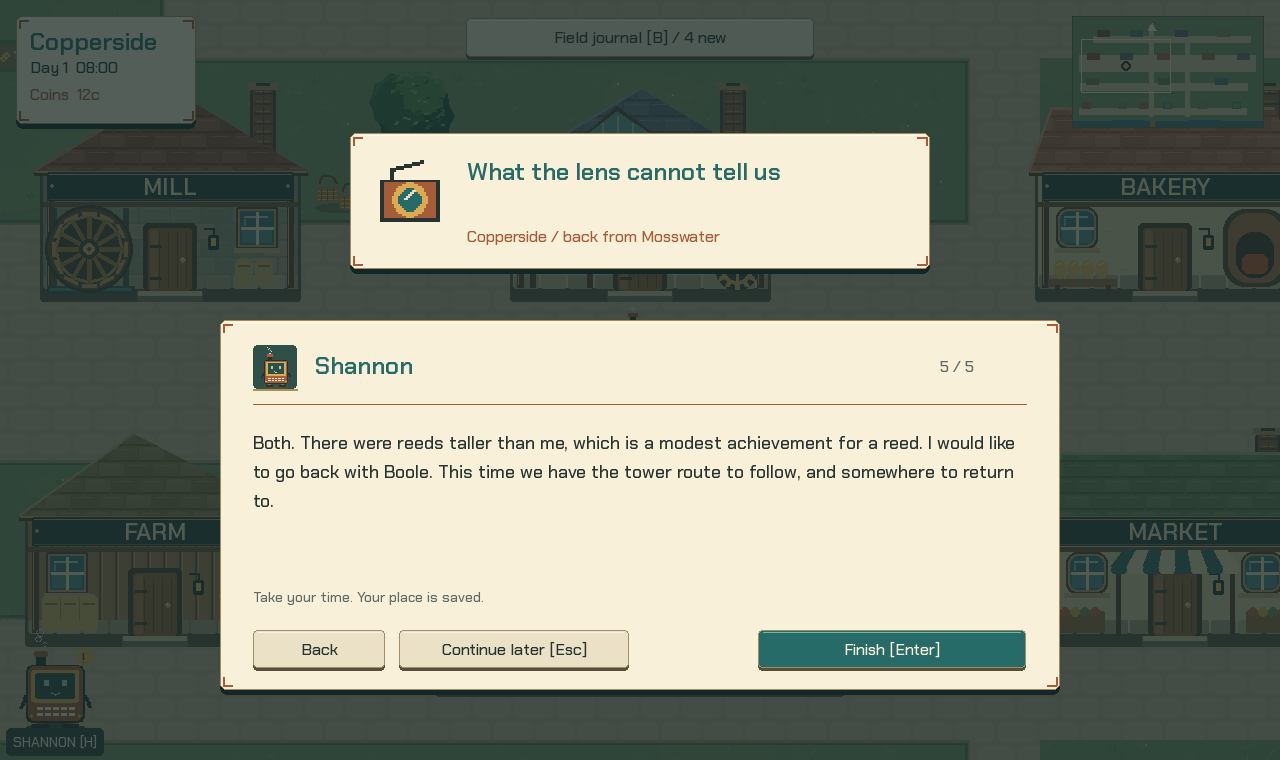 Copperside
Day 1 08:00
Coins 12c
Field journal [B] / 4 new
MILL
BAKERY
What the lens cannot tell us
Copperside / back from Mosswater
Shannon
5 / 5
Both. There were reeds taller than me, which is a modest achievement for a reed. I would like
to go back with Boole. This time we have the tower route to follow, and somewhere to return
to.
FARM
MARKET
Take your time. Your place is saved.
Back
Continue later [Esc]
Finish [Enter]
SHANNON [H]